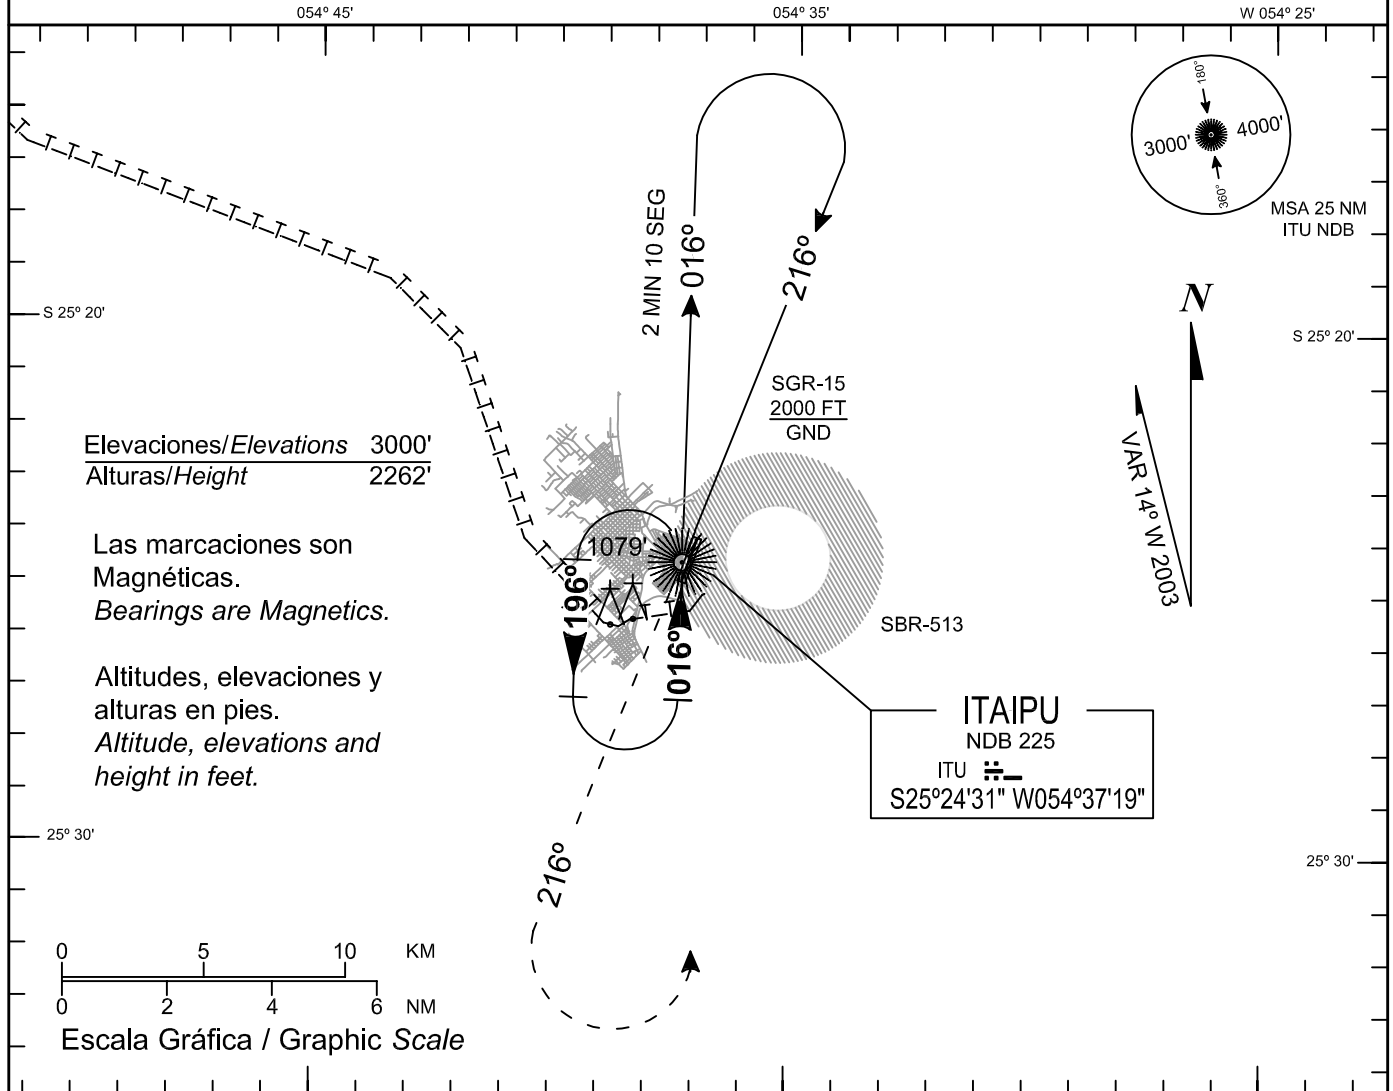 054º 45'
054º 35'
W 054º 25'
180º
3000' 4000'
360º
MSA 25 NM
ITU NDB
2 MIN 10 SEG
016º
216º
N
VAR 14º W 2003
S 25º 20'
S 25º 20'
SGR-15
2000 FT
GND
Elevaciones/Elevations 3000'
Alturas/Height 2262'
Las marcaciones son
Magnéticas.
Bearings are Magnetics.
1079'
196º
016º
SBR-513
Altitudes, elevaciones y
alturas en pies.
Altitude, elevations and
height in feet.
ITAIPU
NDB 225
ITU
S25º24'31" W054º37'19"
25º 30'
25º 30'
216º
0 5 10 KM
0 2 4 6 NM
Escala Gráfica / Graphic Scale